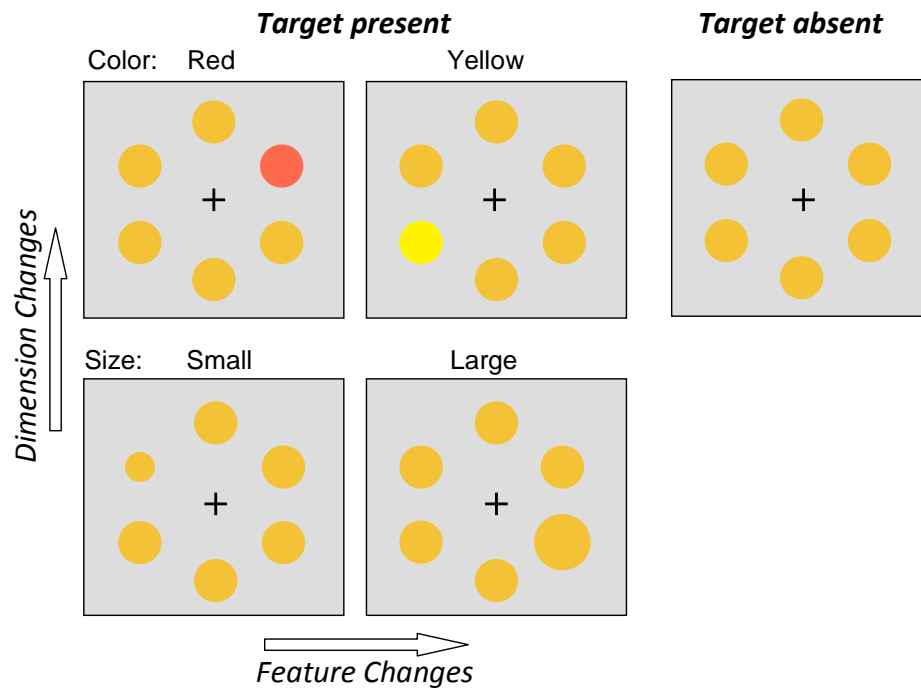 Target present
Target absent
Color: Red
Yellow
Dimension Changes
Size: Small
Large
Feature Changes